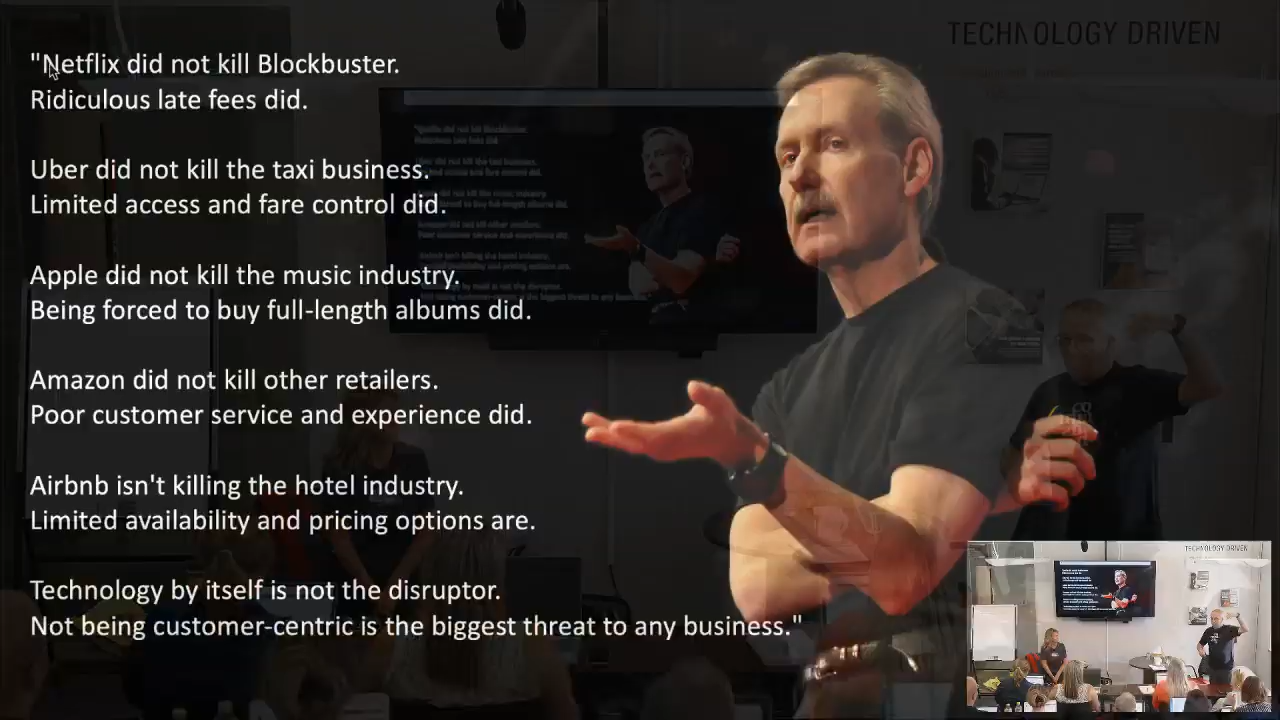 TECHNOLOGY DRIVEN
"Netflix did not kill Blockbuster.
Ridiculous late fees did.
Uber did not kill the taxi business.
Limited access and fare control did.
Apple did not kill the music industry.
Being forced to buy full-length albums did.
Amazon did not kill other retailers.
Poor customer service and experience did.
Airbnb isn't killing the hotel industry.
Limited availability and pricing options are.
Technology by itself is not the disruptor.
Not being customer-centric is the biggest threat to any business."
TECHNOLOGY DRIVEN